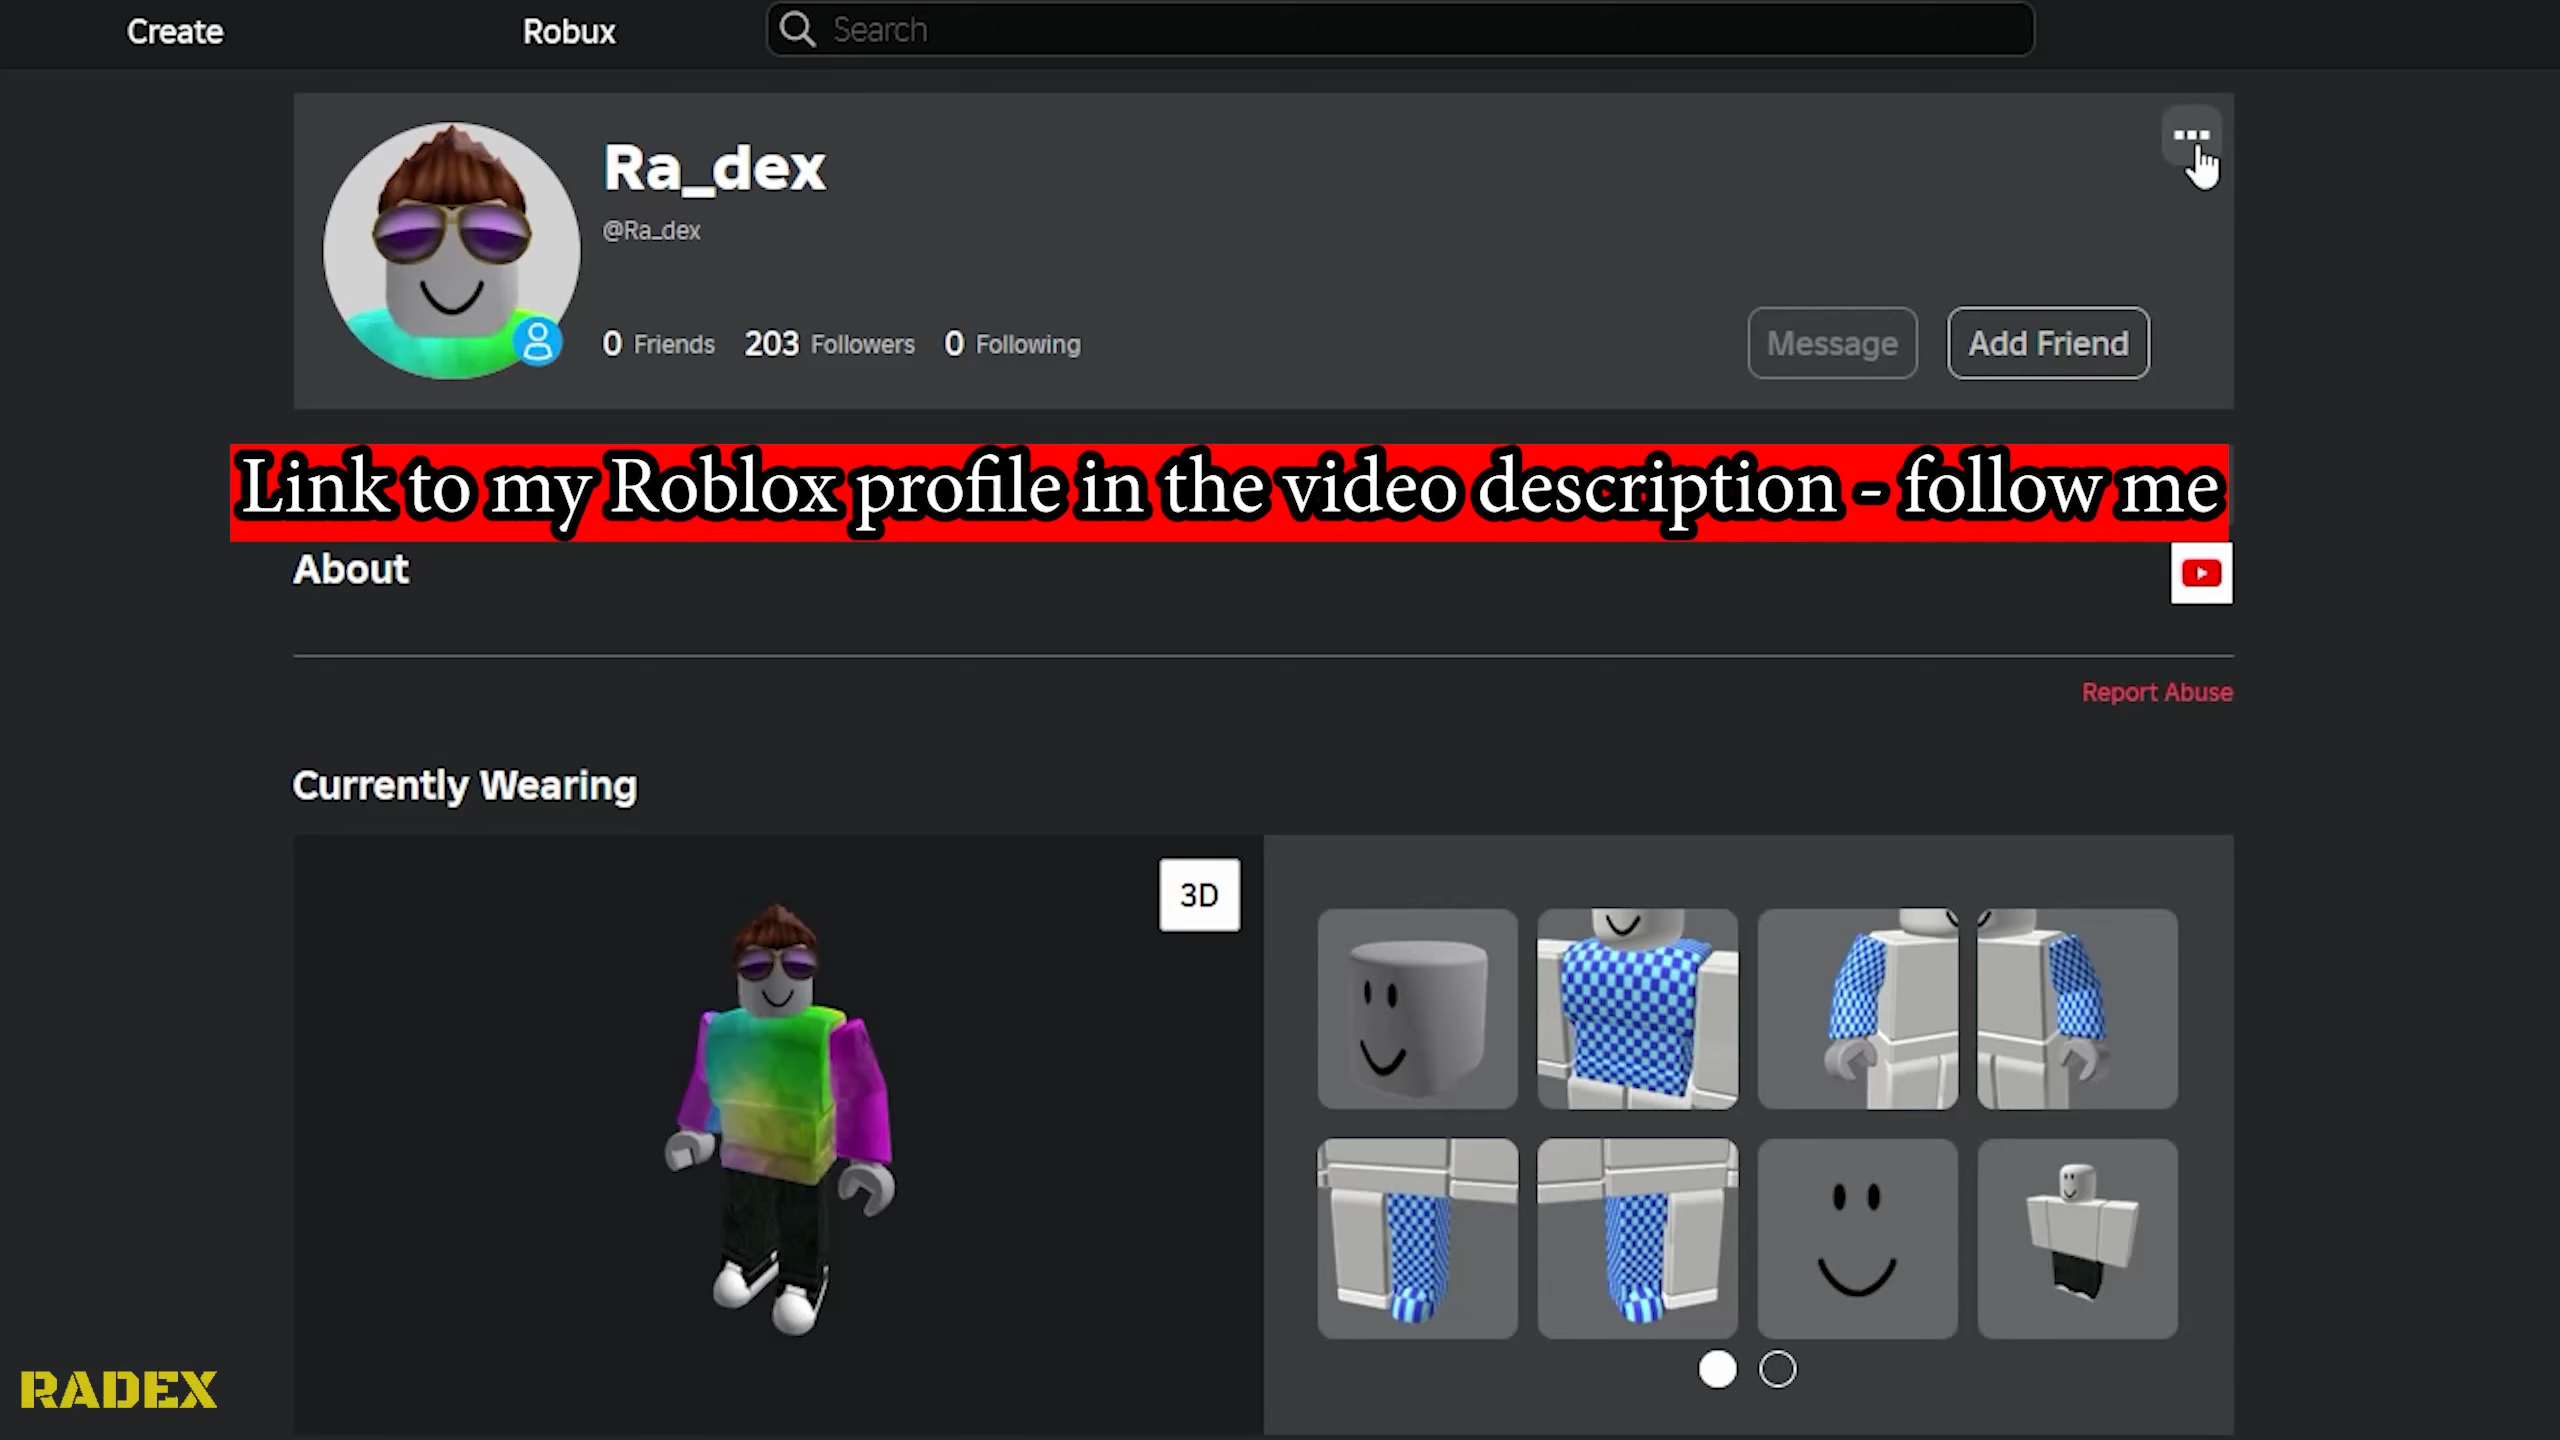 Create
Robux
Search
Ra_dex
@Ra_dex
0 Friends 203 Followers 0 Following
Message
Add Friend
Link to my Roblox profile in the video description - follow me
About
Report Abuse
Currently Wearing
3D
RADEX